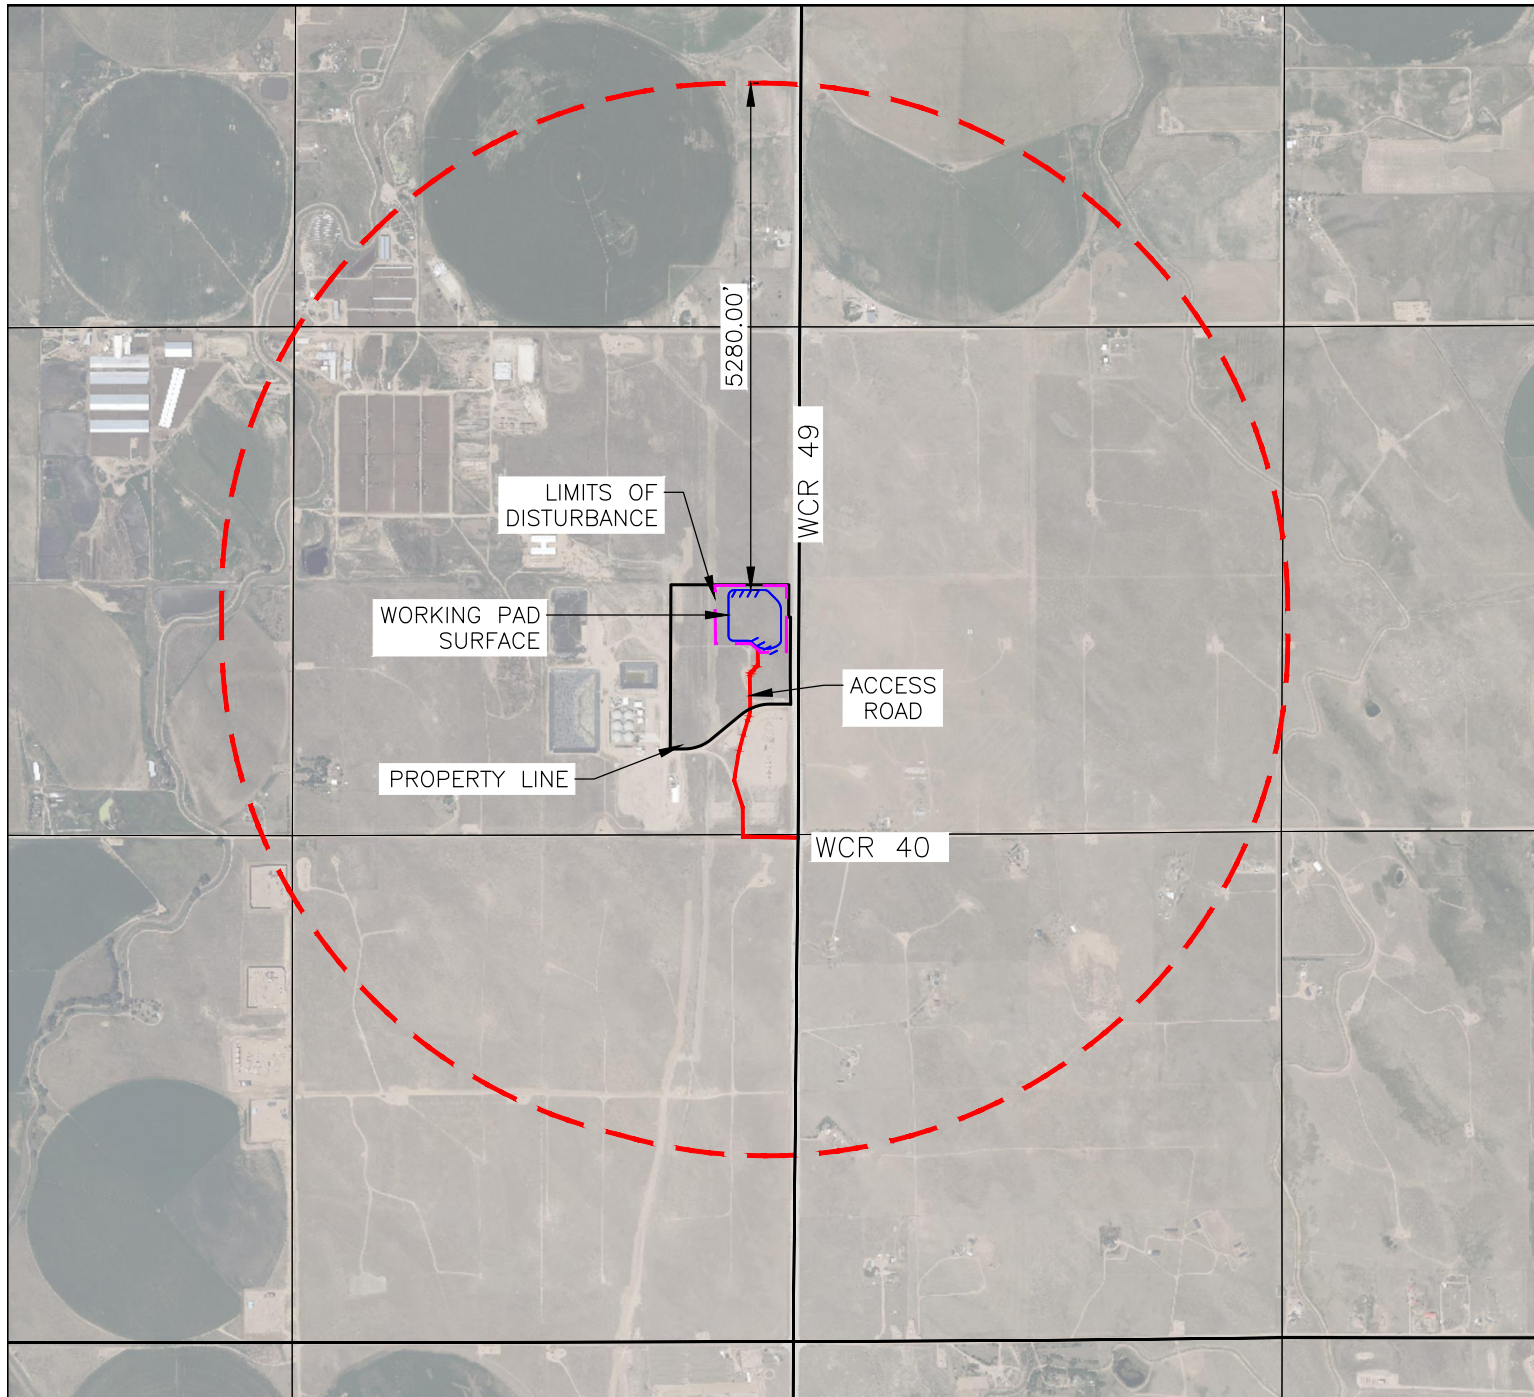 5280.00'
WCR 49
LIMITS OF
DISTURBANCE
WORKING PAD
SURFACE
ACCESS
ROAD
PROPERTY LINE
WCR 40